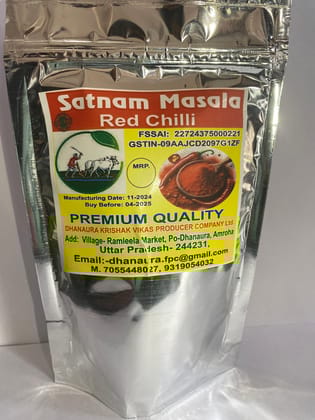 Satnam Masala
Red Chilli
FSSAI: 22724375000221
GSTIN-09AAJCD2097G1ZF
MRP.
Manufacturing Date: 11-2024
Buy Before: 04-2025
PREMIUM QUALITY
DHANAURA KRISHAK VIKAS PRODUCER COMPANY Ltd.
Add: Village- Ramleela Market, Po-Dhanaura, Amroha
Uttar Pradesh- 244231.
Email:-dhanaura.fpc@gmail.com
M. 7055448027, 9319054032